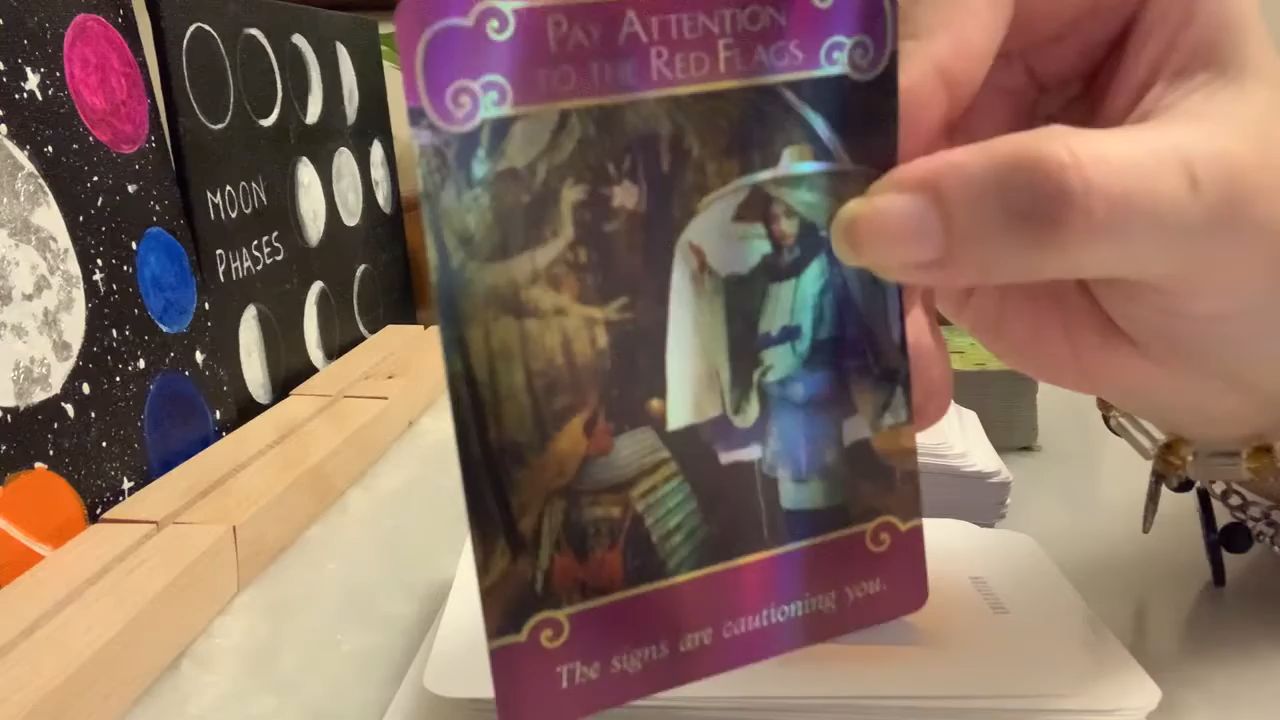 PAY ATTENTION
TO THE RED FLAGS
MOON
PHASES
The signs are cautioning you.